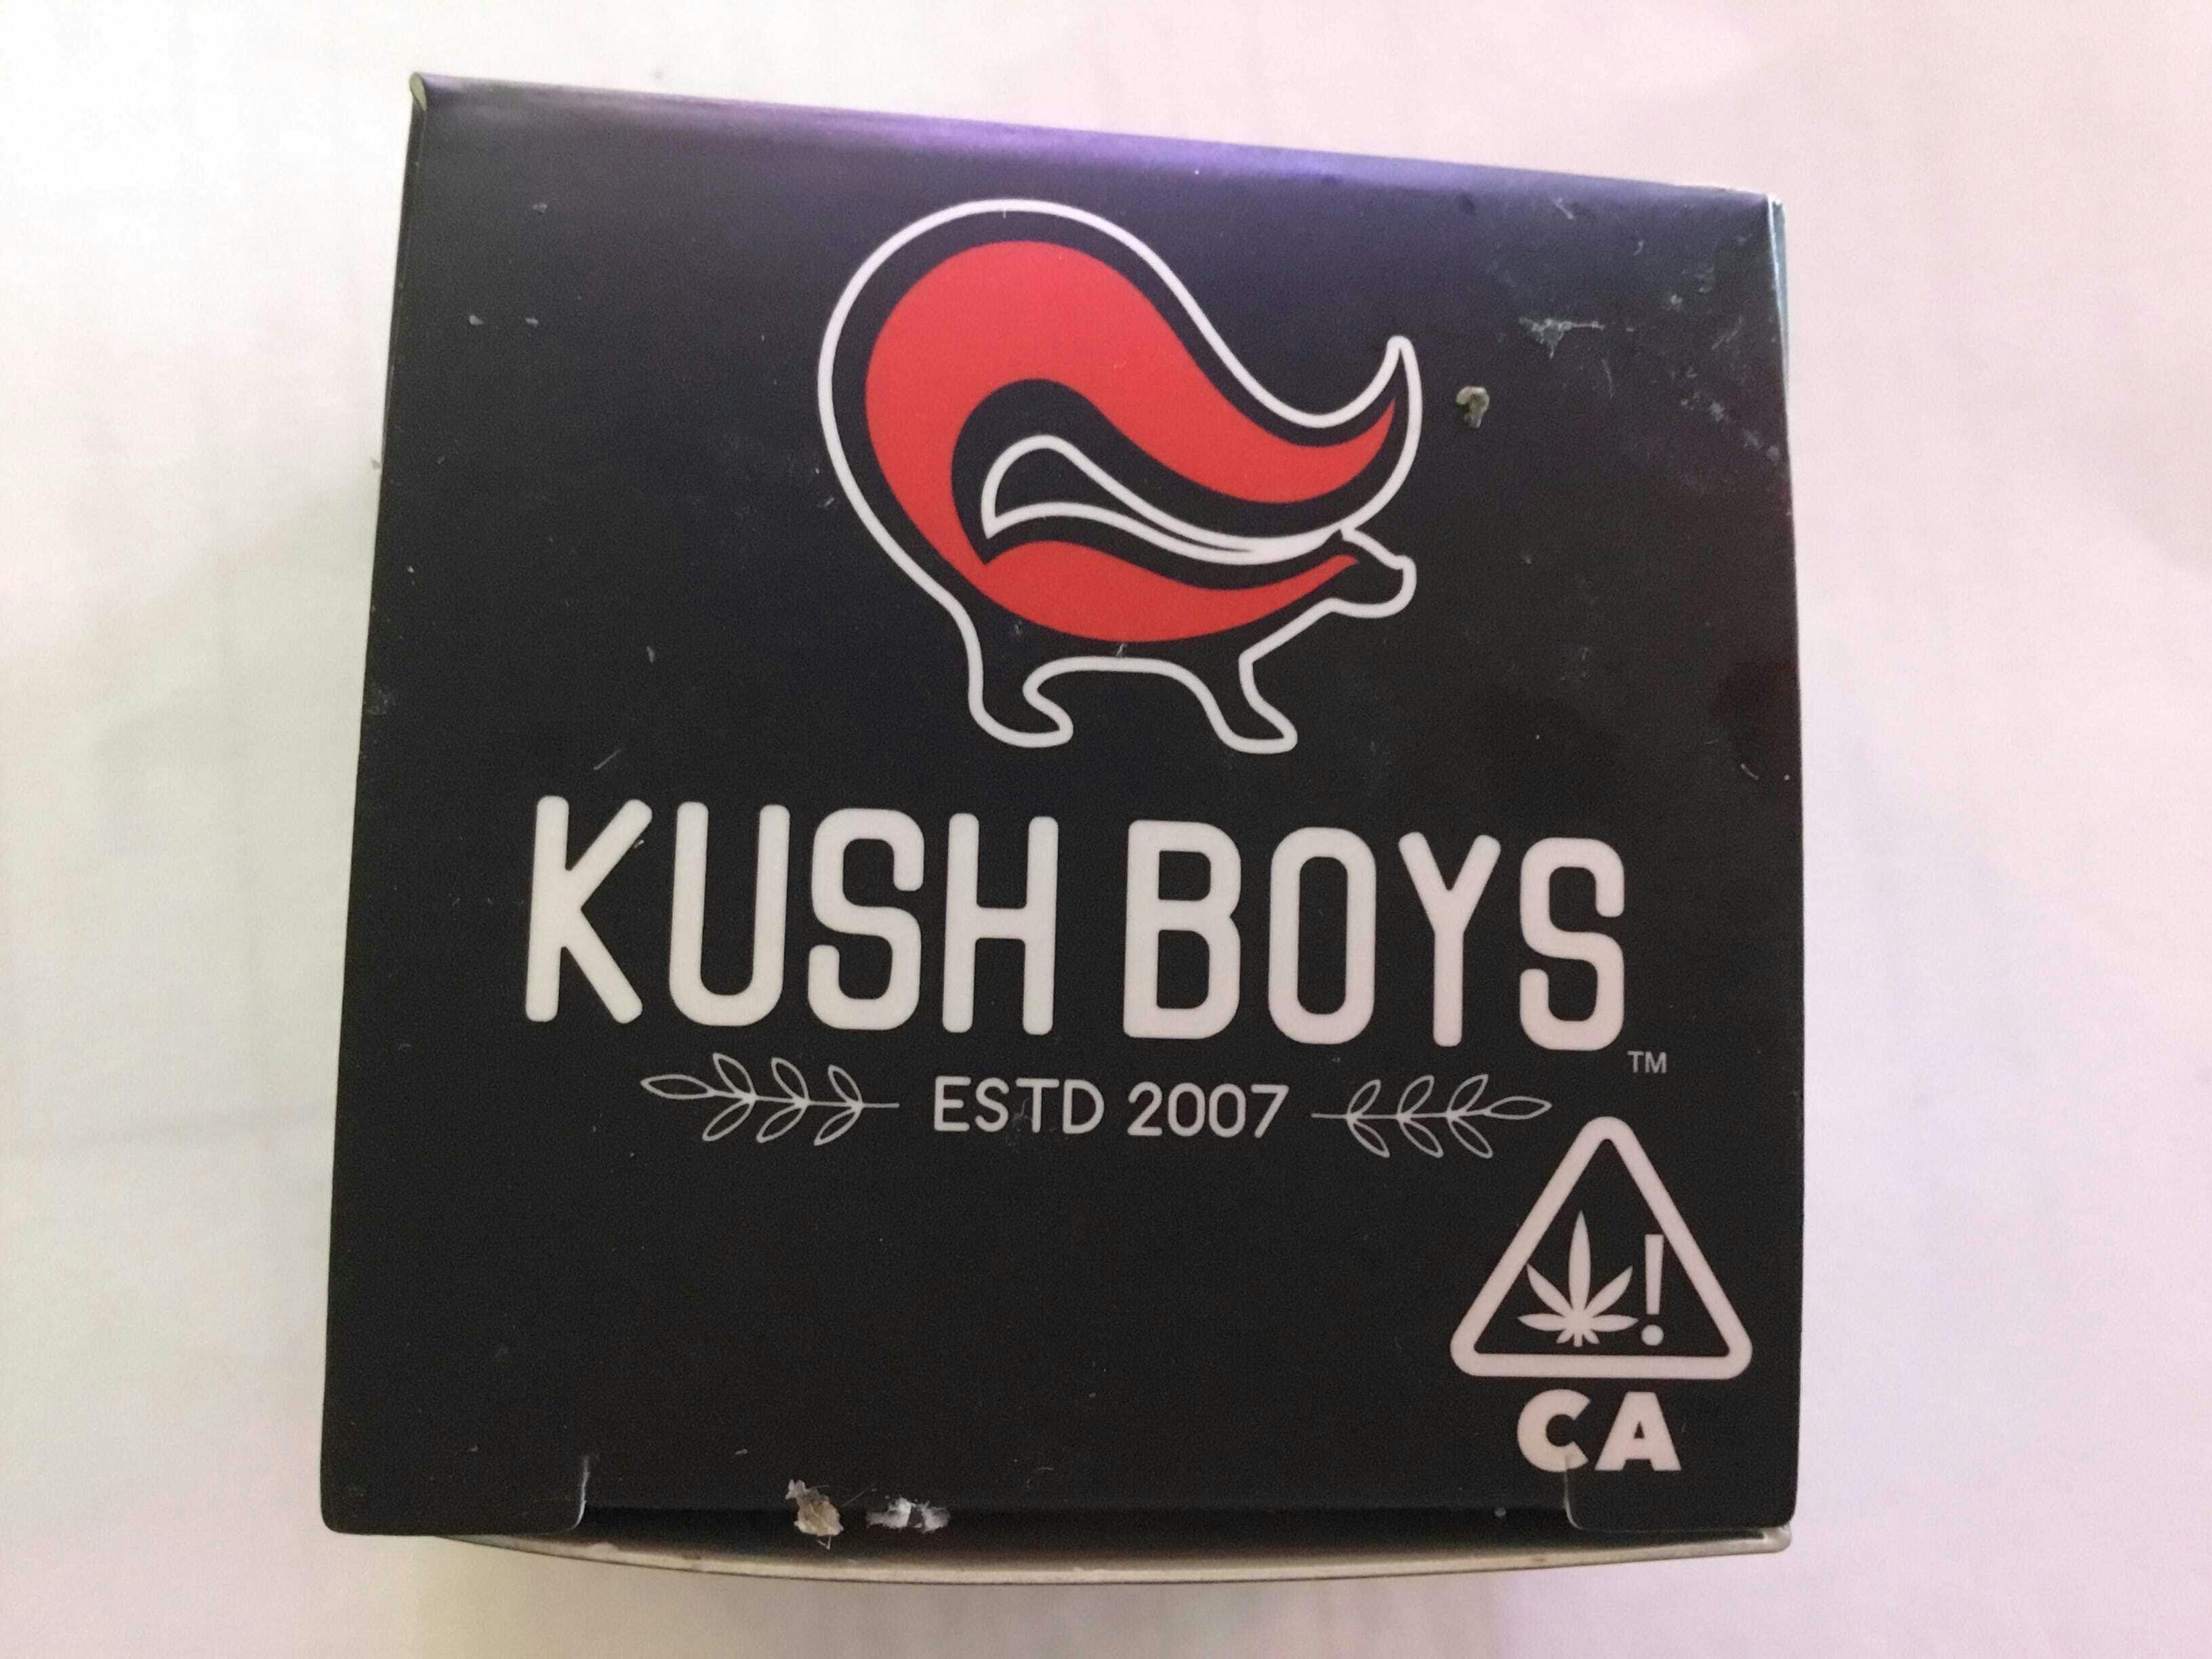 KUSH BOYS
TM
ESTD 2007
!
CA